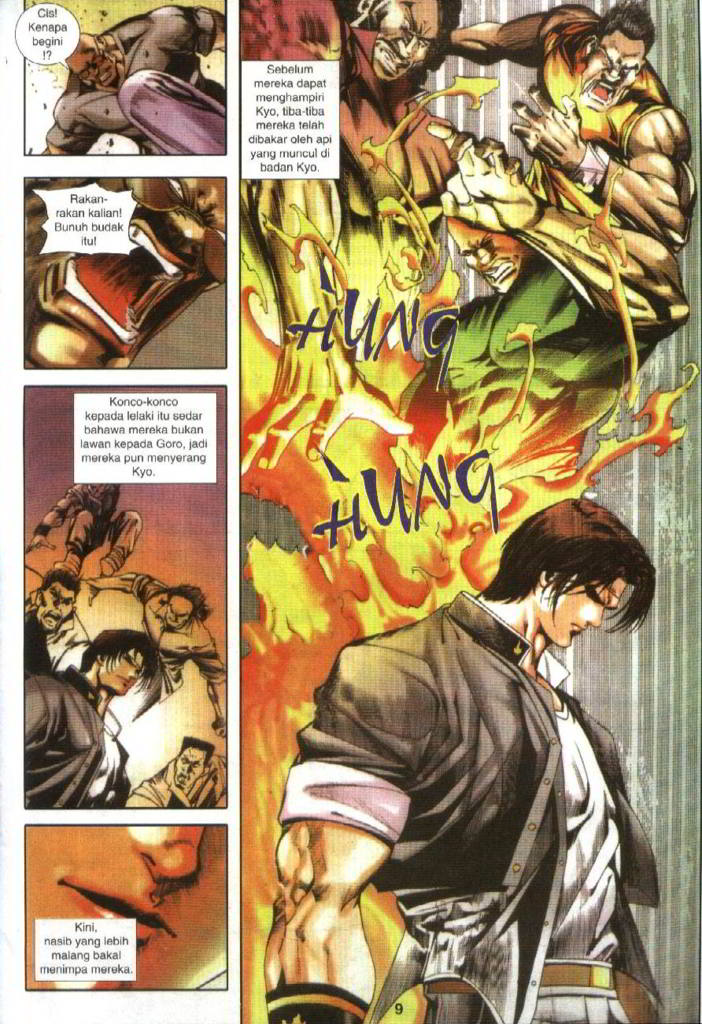 Cis!
Kenapa
begini
!?
Rakan-
rakan kalian!
Bunuh budak
itu!
Konco-konco
kepada lelaki itu sedar
bahawa mereka bukan
lawan kepada Goro, jadi
mereka pun menyerang
Kyo.
Kini,
nasib yang lebih
malang bakal
menimpa mereka.
Sebelum
mereka dapat
menghampiri
Kyo, tiba-tiba
mereka telah
dibakar oleh api
yang muncul di
badan Kyo.
HUNG
HUNG
9